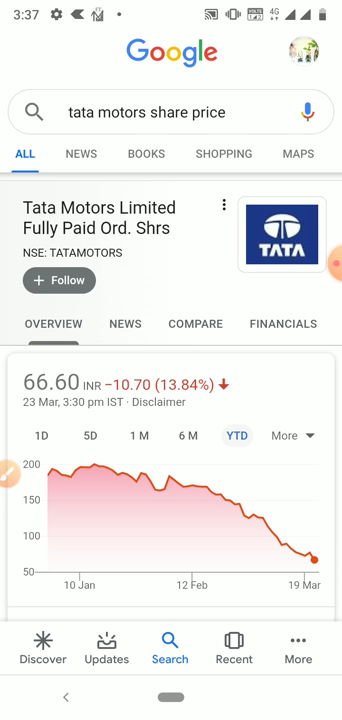 3:37
4G
Google
tata motors share price
ALL NEWS BOOKS SHOPPING MAPS
Tata Motors Limited
Fully Paid Ord. Shrs
NSE: TATAMOTORS
+ Follow
TATA
OVERVIEW NEWS COMPARE FINANCIALS
66.60 INR −10.70 (13.84%) ↓
23 Mar, 3:30 pm IST · Disclaimer
1D 5D 1 M 6 M YTD More
200
150
100
50
10 Jan 12 Feb 19 Mar
Discover Updates Search Recent More